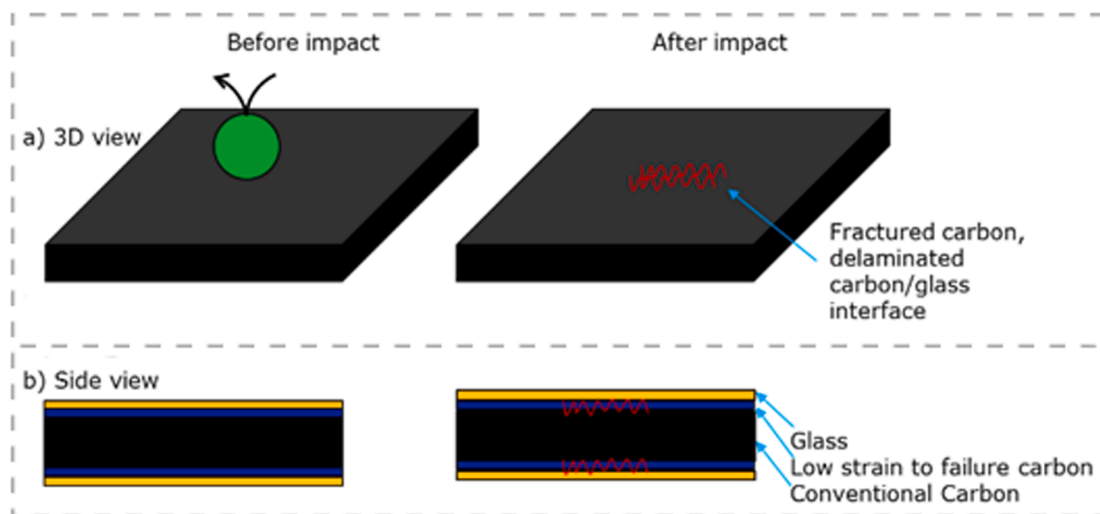 Before impact
After impact
a) 3D view
Fractured carbon,
delaminated
carbon/glass
interface
b) Side view
Glass
Low strain to failure carbon
Conventional Carbon